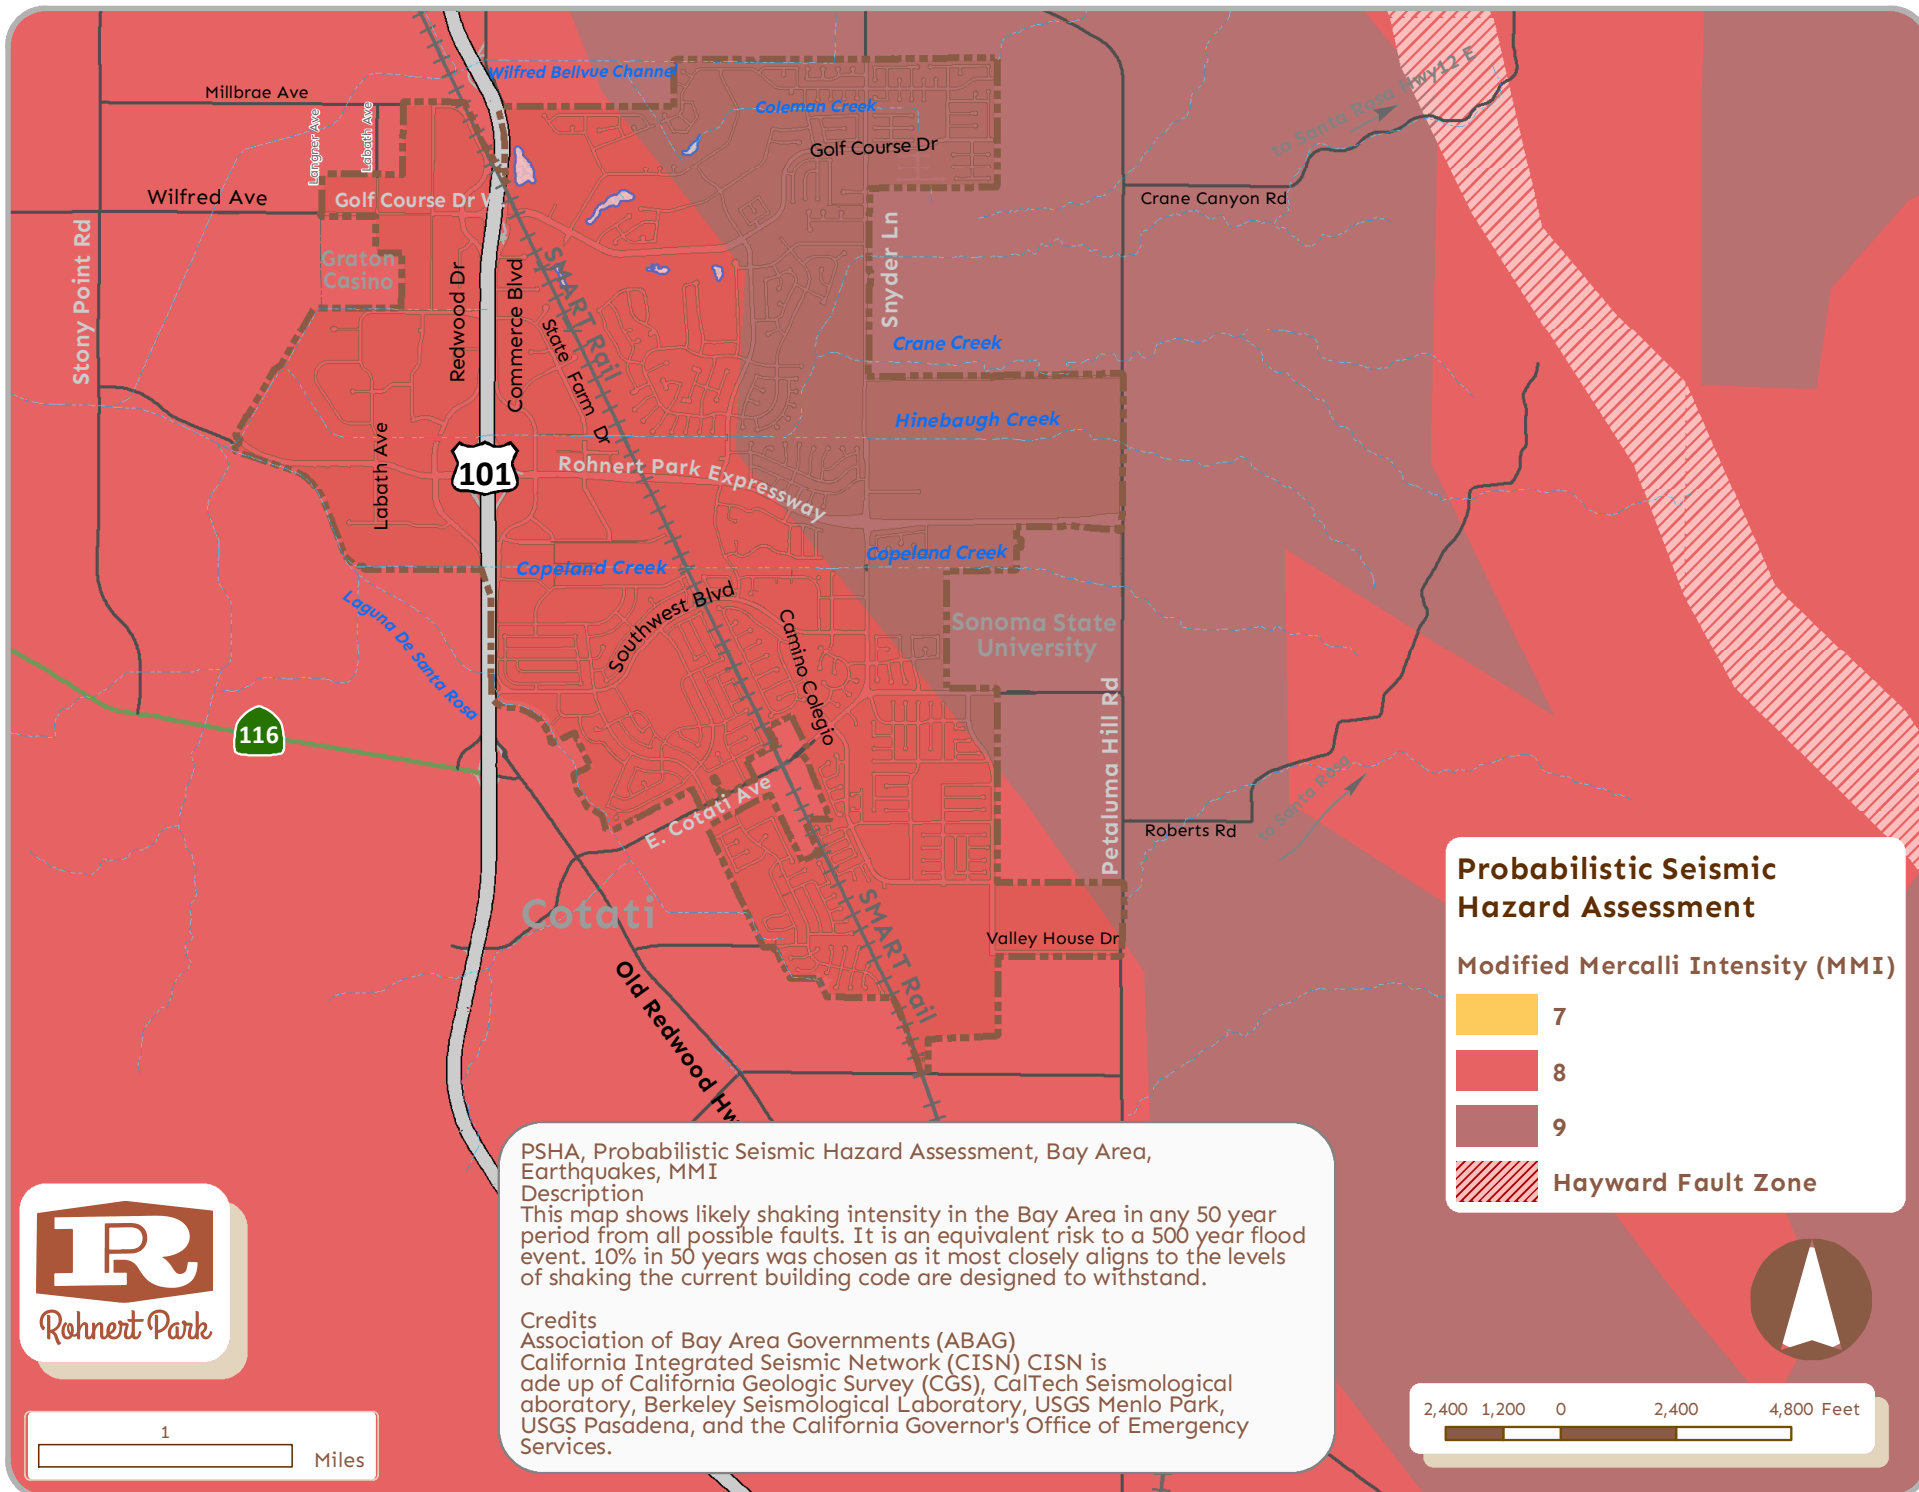 Wilfred Bellvue Channel
Millbrae Ave
Langner Ave
Labath Ave
Coleman Creek
Golf Course Dr
to Santa Rosa Hwy12 E
Wilfred Ave
Golf Course Dr W
Crane Canyon Rd
Stony Point Rd
Graton
Casino
Redwood Dr
Commerce Blvd
SMART Rail
State Farm Dr
Snyder Ln
Crane Creek
Hinebaugh Creek
Labath Ave
101
Rohnert Park Expressway
Copeland Creek
Copeland Creek
Laguna De Santa Rosa
Southwest Blvd
Camino Colegio
Sonoma State
University
116
Petaluma Hill Rd
E. Cotati Ave
Roberts Rd
to Santa Rosa
Cotati
SMART Rail
Valley House Dr
Old Redwood Hw
Probabilistic Seismic
Hazard Assessment
Modified Mercalli Intensity (MMI)
7
8
9
Hayward Fault Zone
PSHA, Probabilistic Seismic Hazard Assessment, Bay Area,
Earthquakes, MMI
Description
This map shows likely shaking intensity in the Bay Area in any 50 year
period from all possible faults. It is an equivalent risk to a 500 year flood
event. 10% in 50 years was chosen as it most closely aligns to the levels
of shaking the current building code are designed to withstand.
Credits
Association of Bay Area Governments (ABAG)
California Integrated Seismic Network (CISN) CISN is
ade up of California Geologic Survey (CGS), CalTech Seismological
aboratory, Berkeley Seismological Laboratory, USGS Menlo Park,
USGS Pasadena, and the California Governor's Office of Emergency
Services.
R
Rohnert Park
1
Miles
2,400 1,200 0 2,400 4,800 Feet